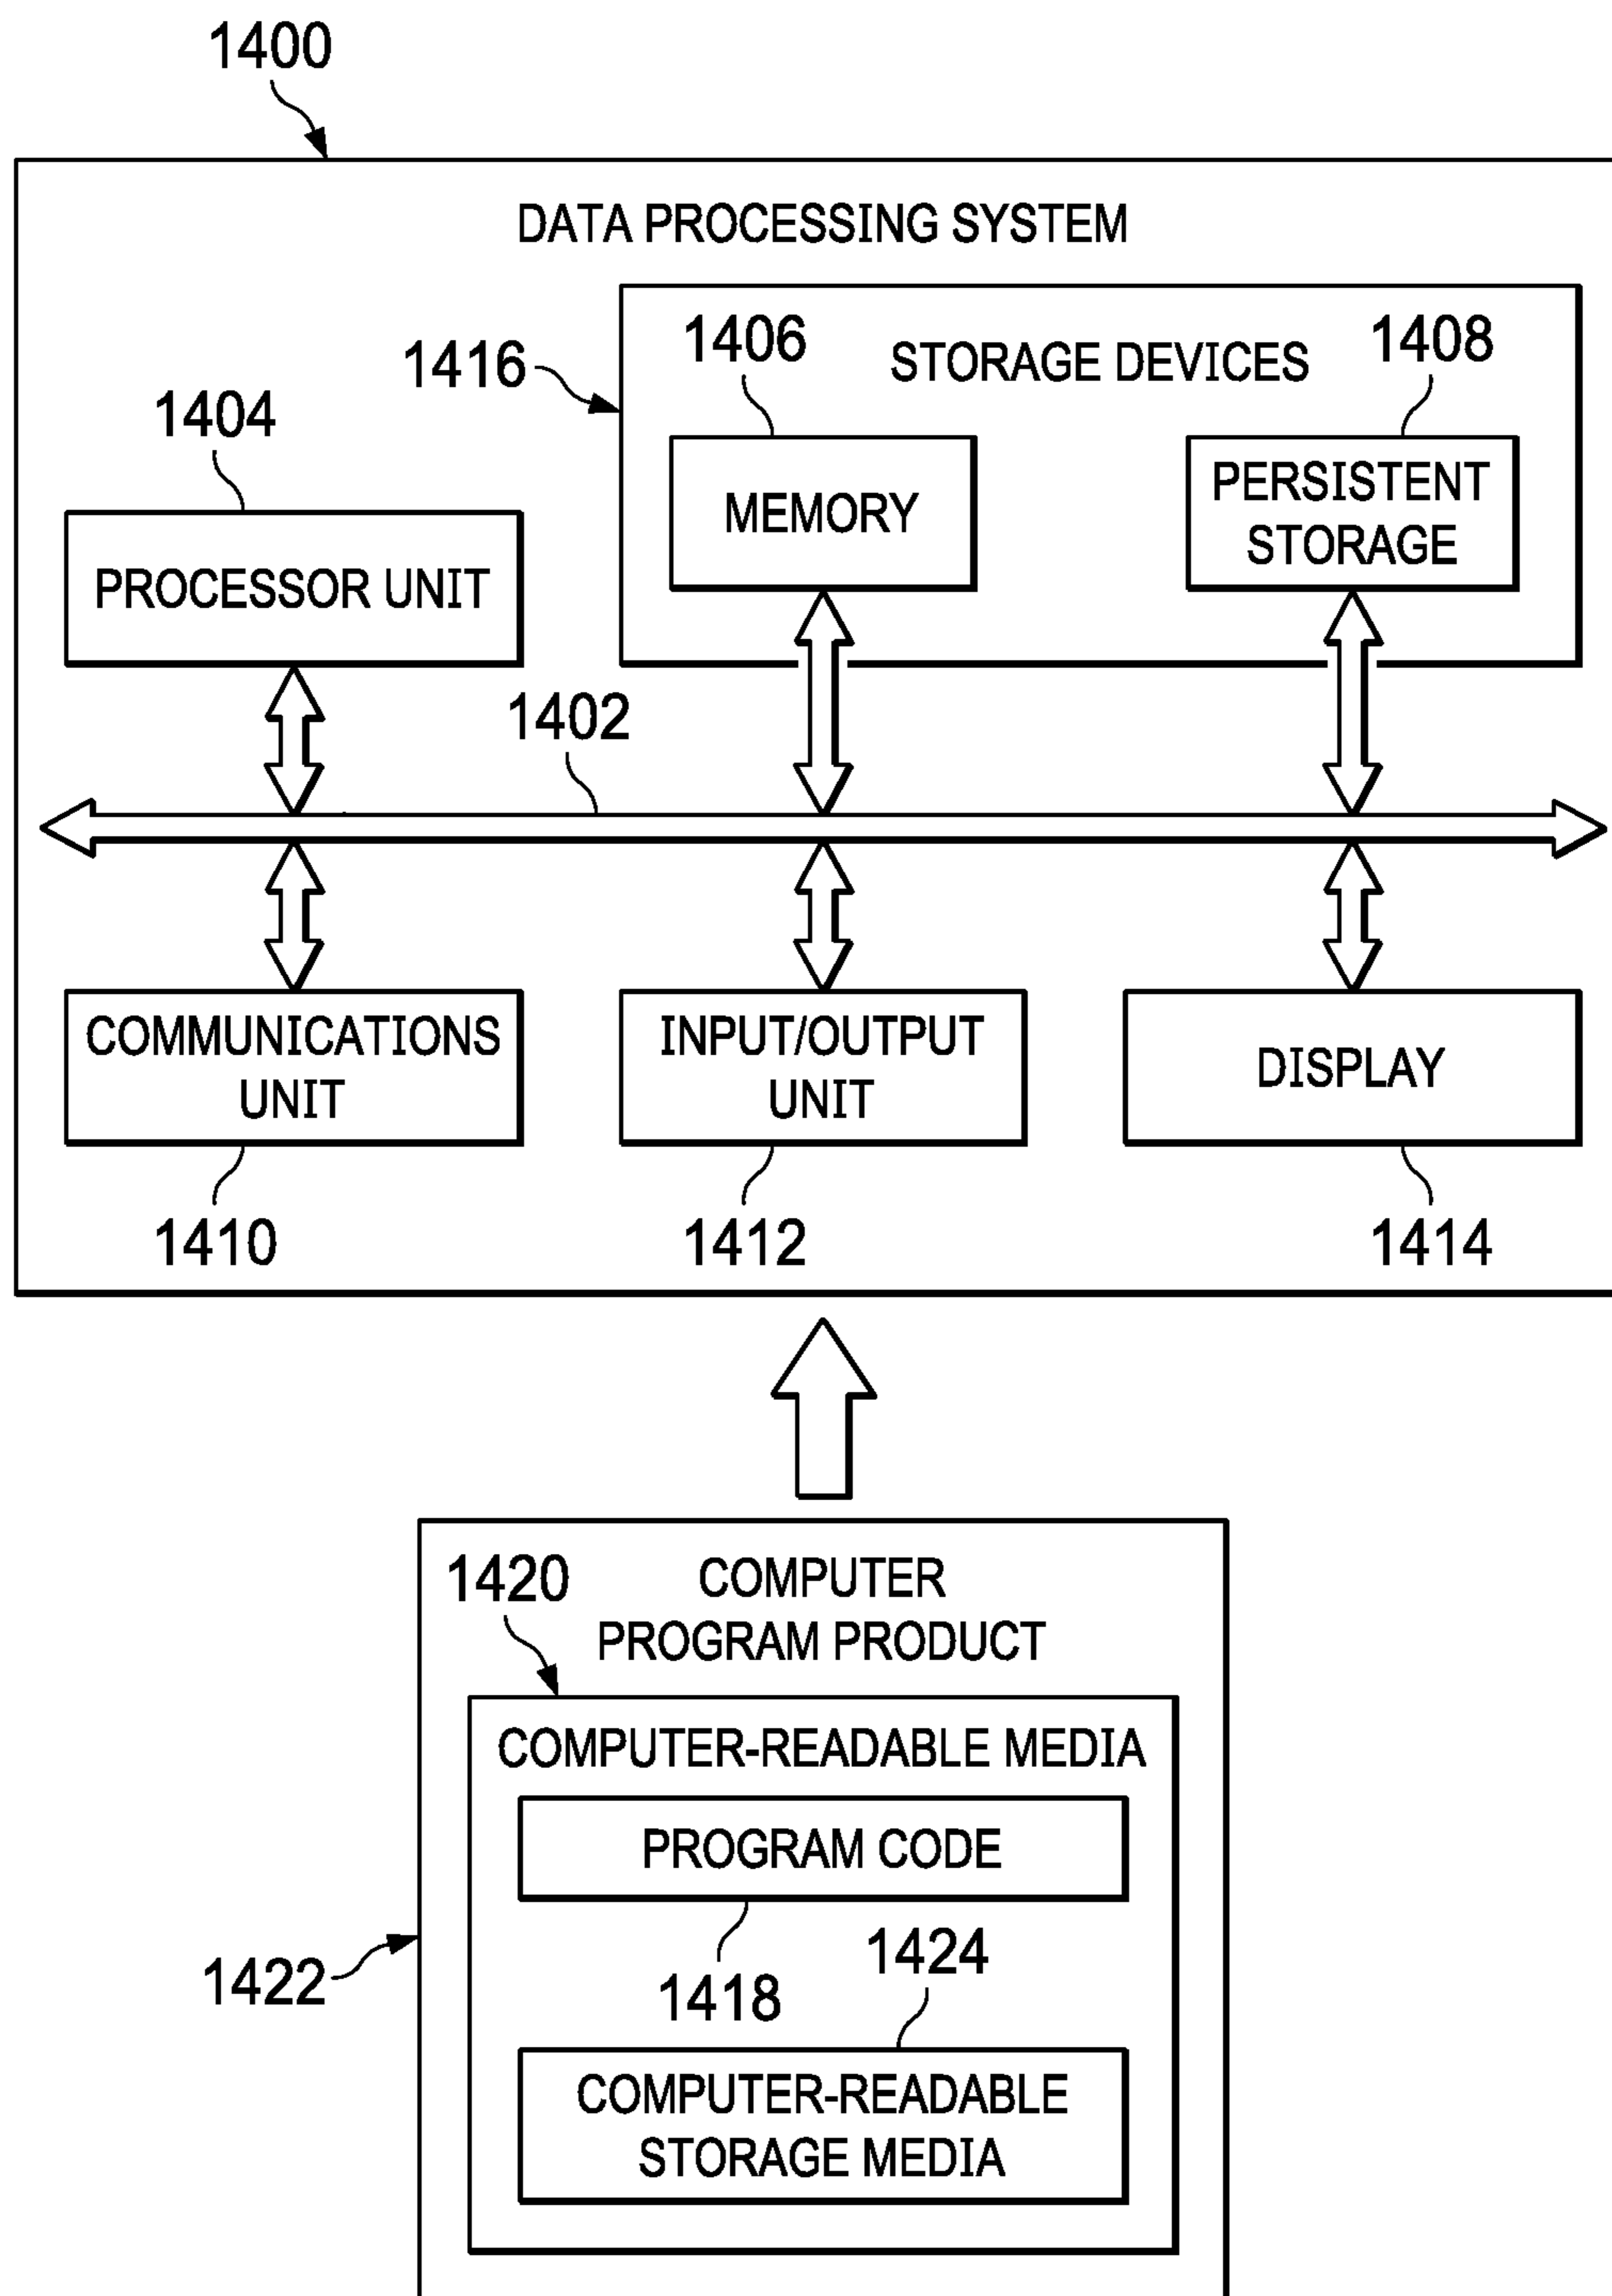 1400
DATA PROCESSING SYSTEM
1416
1406
STORAGE DEVICES
1408
1404
MEMORY
PERSISTENT
STORAGE
PROCESSOR UNIT
1402
COMMUNICATIONS
UNIT
INPUT/OUTPUT
UNIT
DISPLAY
1410
1412
1414
1420
COMPUTER
PROGRAM PRODUCT
COMPUTER-READABLE MEDIA
PROGRAM CODE
1422
1418
1424
COMPUTER-READABLE
STORAGE MEDIA